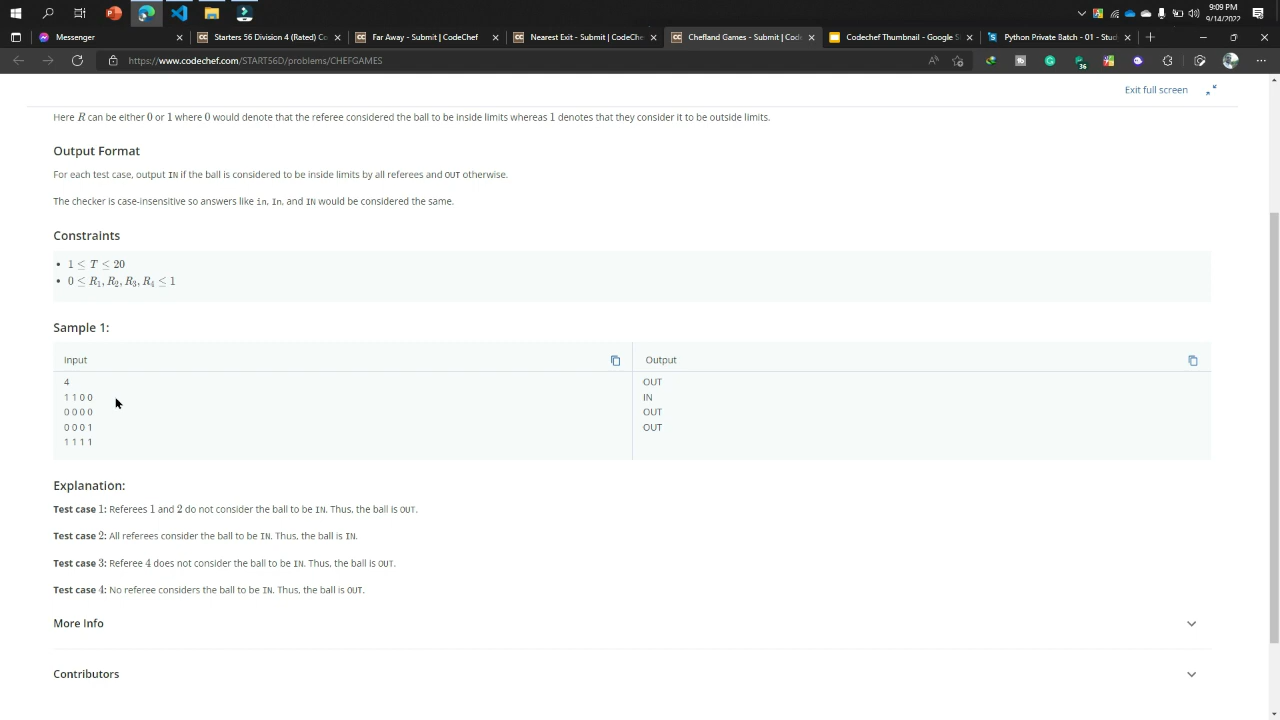 9:09 PM
9/14/2022
Messenger
Starters 56 Division 4 (Rated) Co
Far Away - Submit | CodeChef
Nearest Exit - Submit | CodeChe
Chefland Games - Submit | Cod
Codechef Thumbnail - Google S
Python Private Batch - 01 - Stud
https://www.codechef.com/START56D/problems/CHEFGAMES
Exit full screen
Here R can be either 0 or 1 where 0 would denote that the referee considered the ball to be inside limits whereas 1 denotes that they consider it to be outside limits.
Output Format
For each test case, output IN if the ball is considered to be inside limits by all referees and OUT otherwise.
The checker is case-insensitive so answers like in, In, and IN would be considered the same.
Constraints
• 1 ≤ T ≤ 20
• 0 ≤ R₁, R₂, R₃, R₄ ≤ 1
Sample 1:
Input
Output
4
1 1 0 0
0 0 0 0
0 0 0 1
1 1 1 1
OUT
IN
OUT
OUT
Explanation:
Test case 1: Referees 1 and 2 do not consider the ball to be IN. Thus, the ball is OUT.
Test case 2: All referees consider the ball to be IN. Thus, the ball is IN.
Test case 3: Referee 4 does not consider the ball to be IN. Thus, the ball is OUT.
Test case 4: No referee considers the ball to be IN. Thus, the ball is OUT.
More Info
Contributors